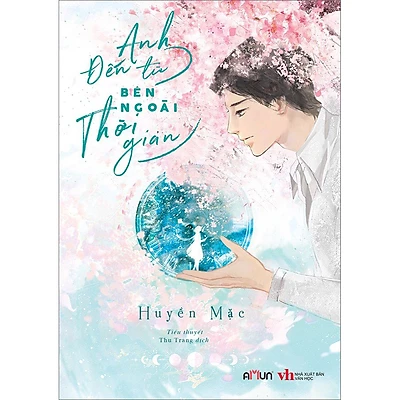 Anh
Đến từ
BÊN
NGOÀI
Thời
gian
Huyền Mặc
Tiểu thuyết
Thu Trang dịch
AMUN
vh NHÀ XUẤT BẢN
VĂN HỌC